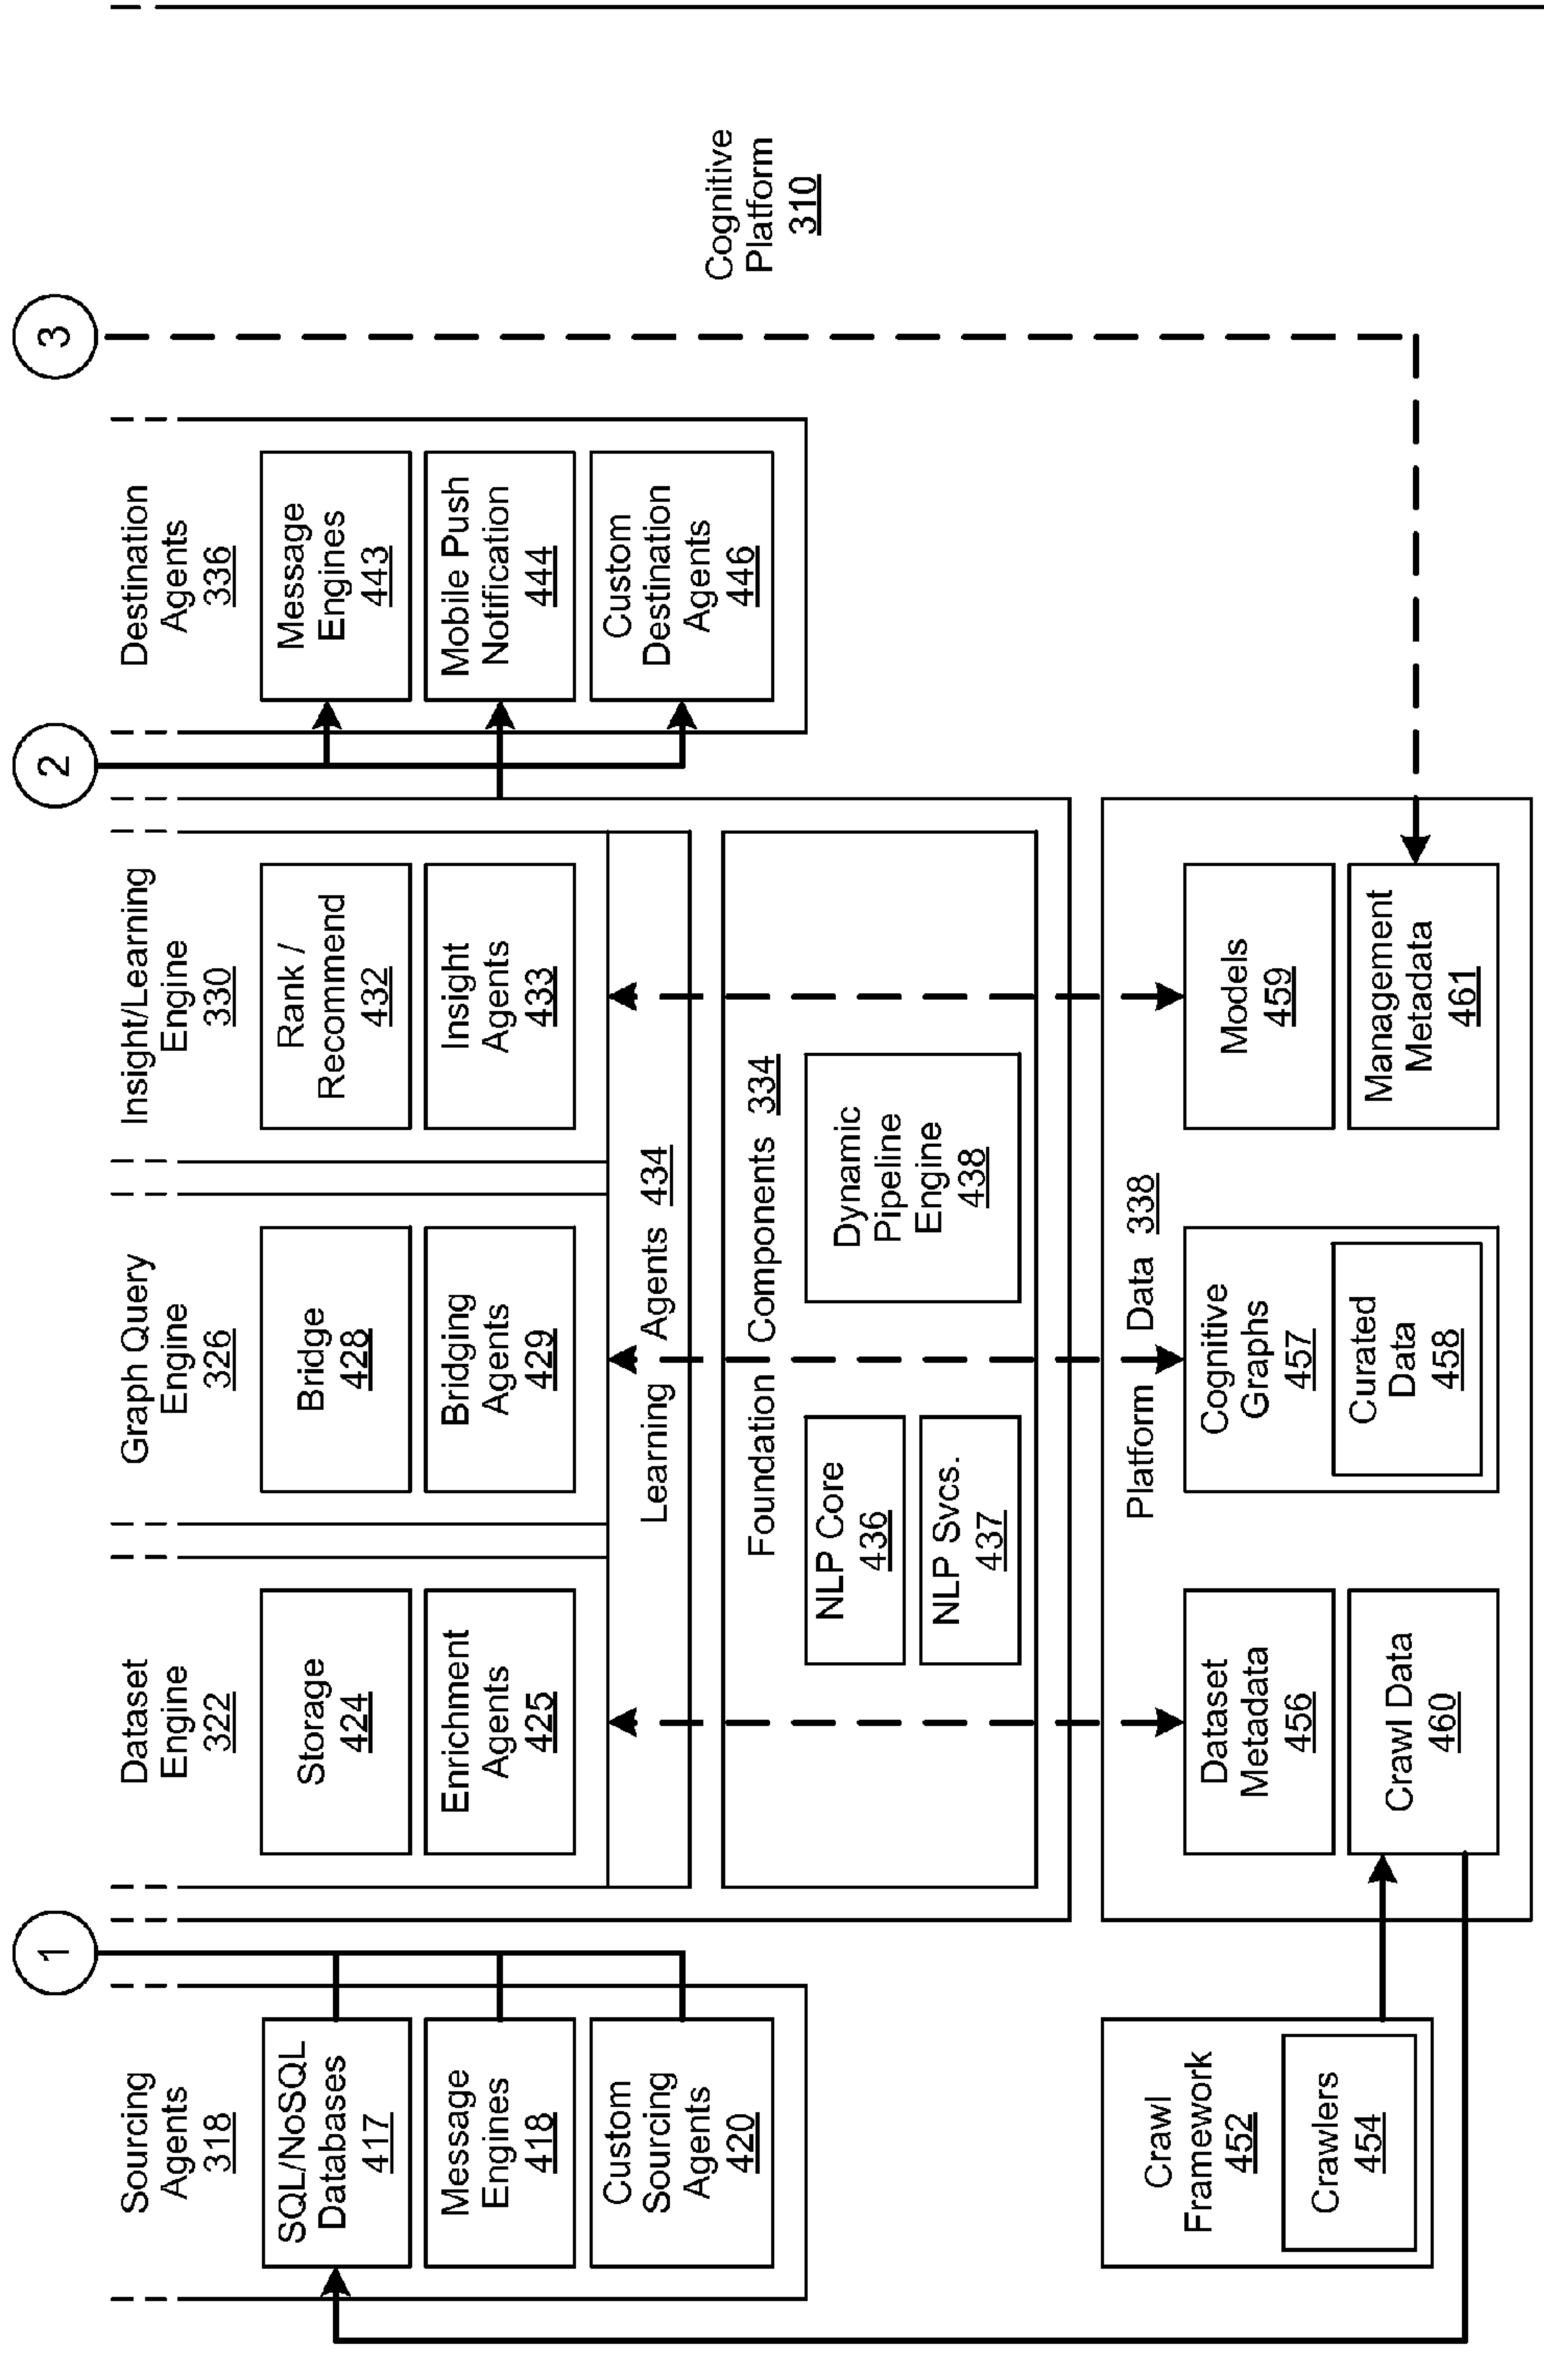 1
2
3
Sourcing
Agents
318
SQL/NoSQL
Databases
417
Message
Engines
418
Custom
Sourcing
Agents
420
Dataset
Engine
322
Storage
424
Enrichment
Agents
425
Graph Query
Engine
326
Bridge
428
Bridging
Agents
429
Insight/Learning
Engine
330
Rank /
Recommend
432
Insight
Agents
433
Learning Agents 434
Foundation Components 334
NLP Core
436
NLP Svcs.
437
Dynamic
Pipeline
Engine
438
Destination
Agents
336
Message
Engines
443
Mobile Push
Notification
444
Custom
Destination
Agents
446
Cognitive
Platform
310
Crawl
Framework
452
Crawlers
454
Platform Data 338
Dataset
Metadata
456
Crawl Data
460
Cognitive
Graphs
457
Curated
Data
458
Models
459
Management
Metadata
461